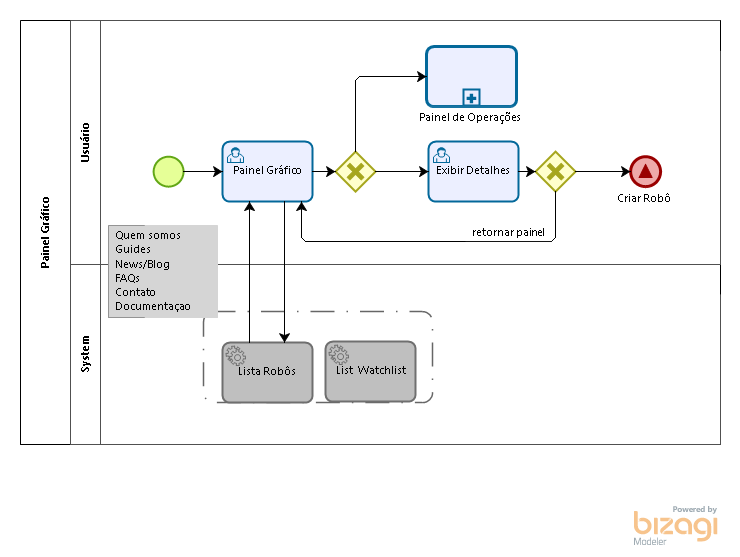 Painel Gráfico
Usuário
System
Painel de Operações
Painel Gráfico
Exibir Detalhes
Criar Robô
retornar painel
Quem somos
Guides
News/Blog
FAQs
Contato
Documentaçao
Lista Robôs
List Watchlist
Powered by
bizagi
Modeler